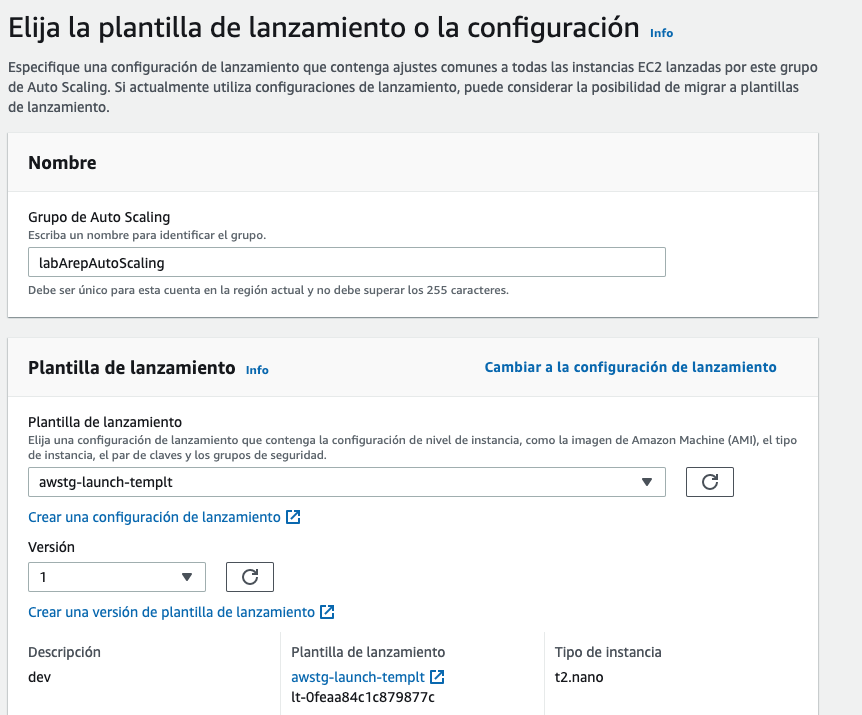 Elija la plantilla de lanzamiento o la configuración Info
Especifique una configuración de lanzamiento que contenga ajustes comunes a todas las instancias EC2 lanzadas por este grupo
de Auto Scaling. Si actualmente utiliza configuraciones de lanzamiento, puede considerar la posibilidad de migrar a plantillas
de lanzamiento.
Nombre
Grupo de Auto Scaling
Escriba un nombre para identificar el grupo.
labArepAutoScaling
Debe ser único para esta cuenta en la región actual y no debe superar los 255 caracteres.
Plantilla de lanzamiento Info
Cambiar a la configuración de lanzamiento
Plantilla de lanzamiento
Elija una configuración de lanzamiento que contenga la configuración de nivel de instancia, como la imagen de Amazon Machine (AMI), el tipo
de instancia, el par de claves y los grupos de seguridad.
awstg-launch-templt
Crear una configuración de lanzamiento
Versión
1
Crear una versión de plantilla de lanzamiento
Descripción
dev
Plantilla de lanzamiento
awstg-launch-templt
lt-0feaa84c1c879877c
Tipo de instancia
t2.nano